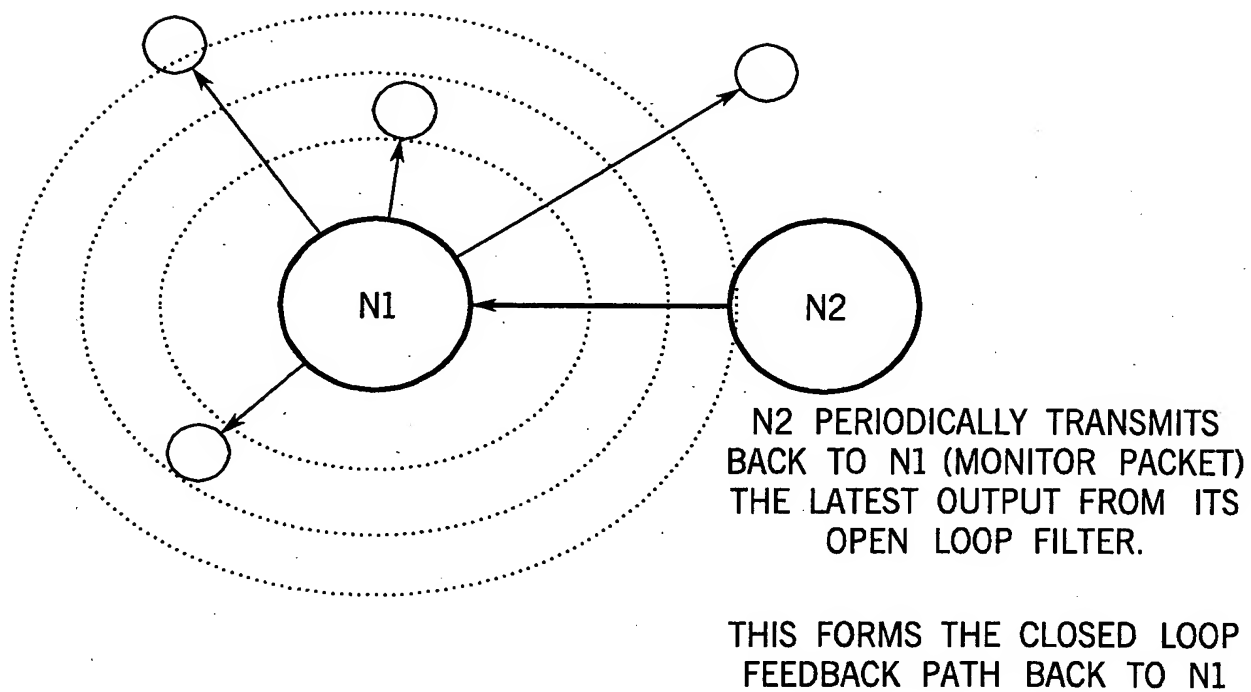 N1
N2
N2 PERIODICALLY TRANSMITS
BACK TO N1 (MONITOR PACKET)
THE LATEST OUTPUT FROM ITS
OPEN LOOP FILTER.
THIS FORMS THE CLOSED LOOP
FEEDBACK PATH BACK TO N1